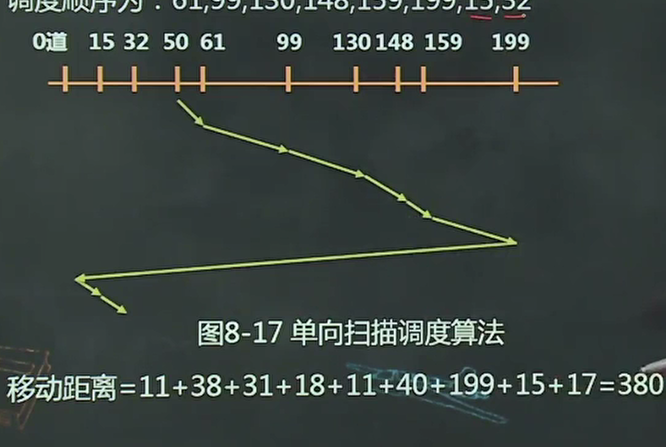 调度顺序为：61,99,130,148,159,199,15,32
0道 15 32 50 61 99 130 148 159 199
图8-17 单向扫描调度算法
移动距离=11+38+31+18+11+40+199+15+17=380